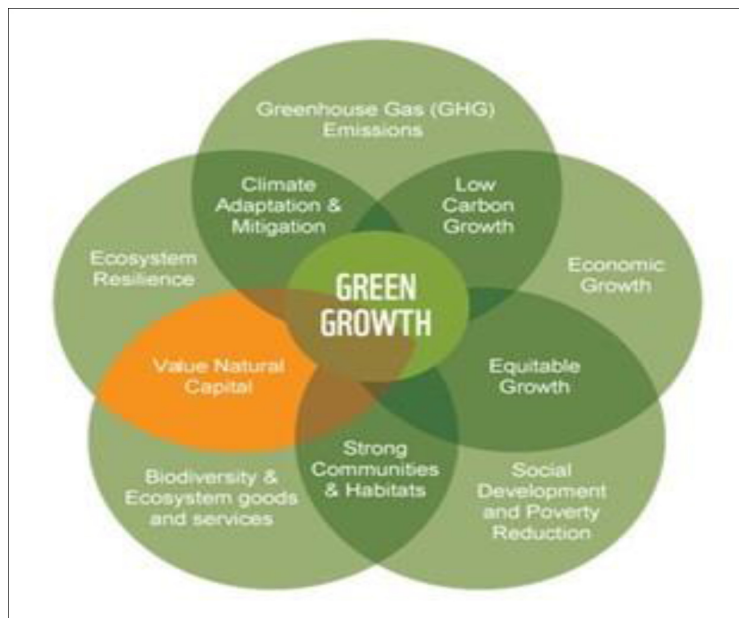 Greenhouse Gas (GHG)
Emissions
Climate
Adaptation &
Mitigation
Low
Carbon
Growth
Ecosystem
Resilience
GREEN
GROWTH
Economic
Growth
Value Natural
Capital
Equitable
Growth
Strong
Communities
& Habitats
Biodiversity &
Ecosystem goods
and services
Social
Development
and Poverty
Reduction